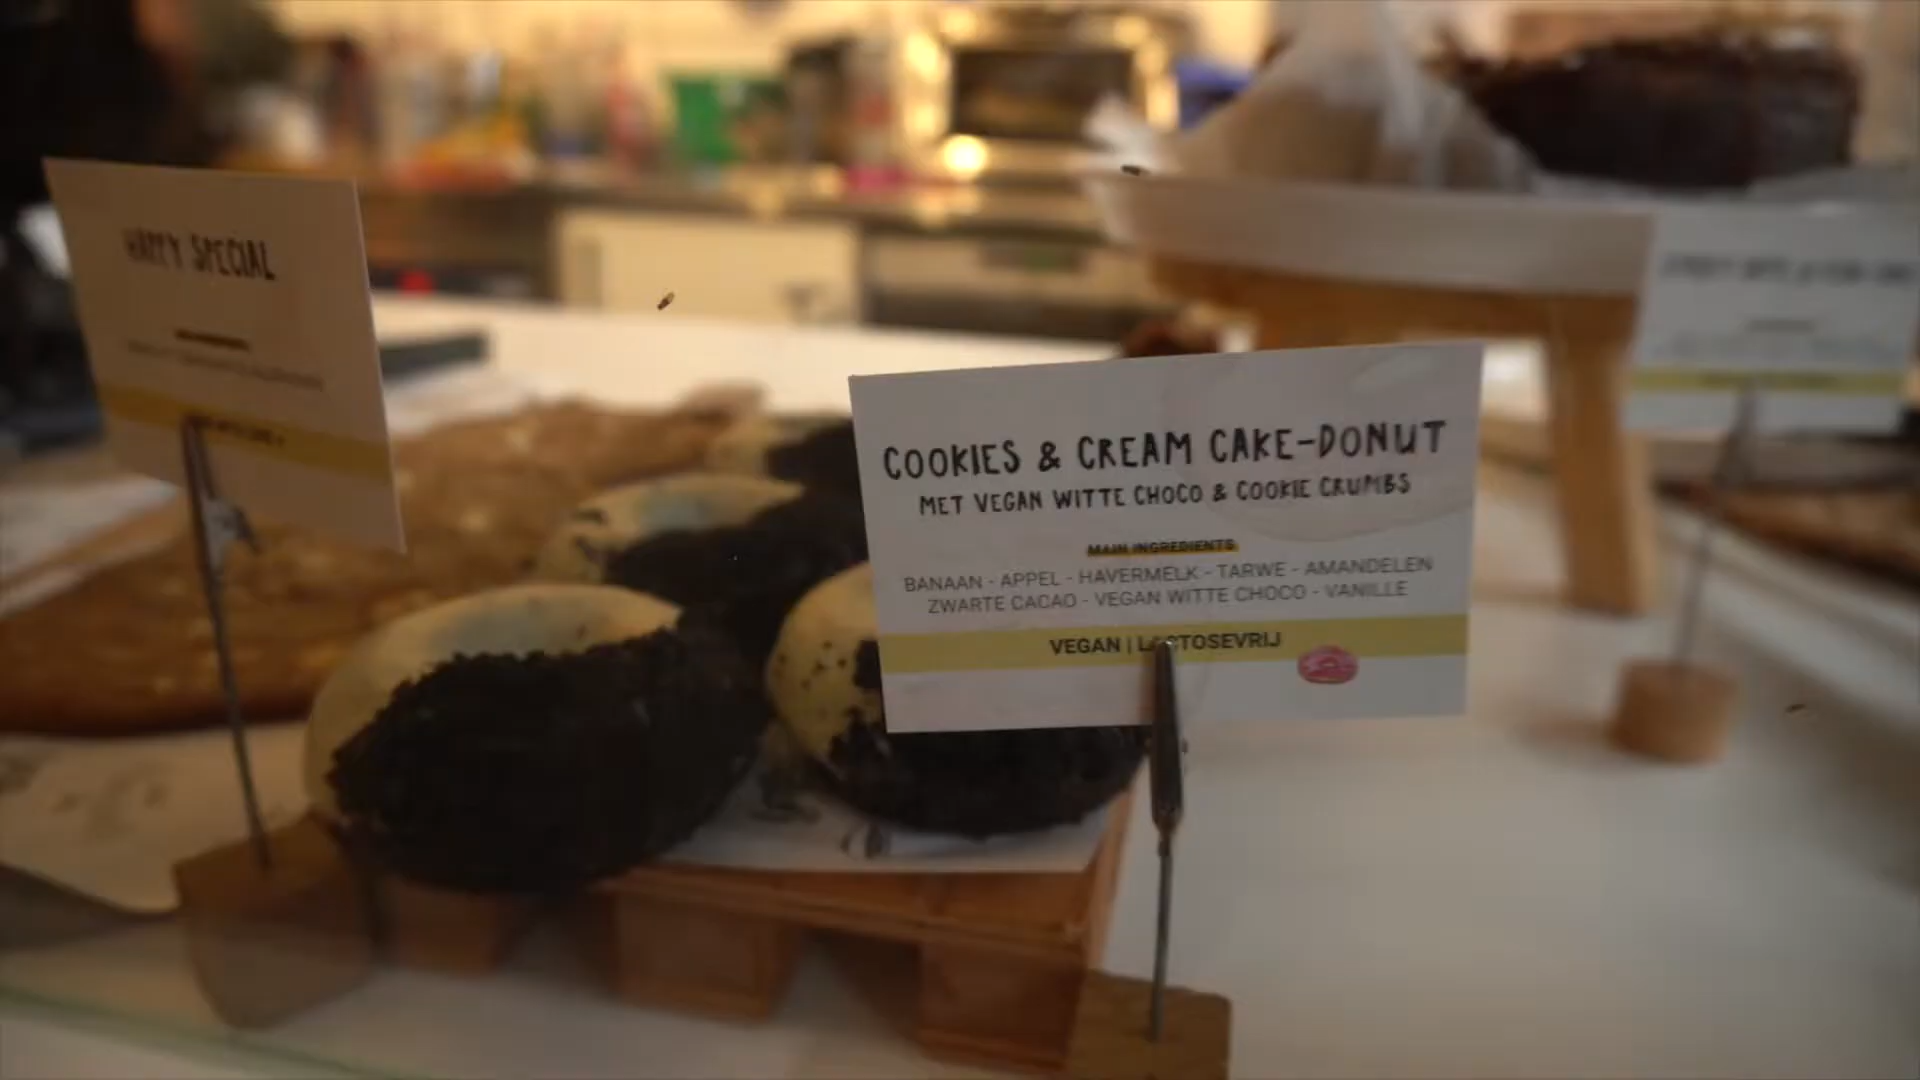 HAPPY SPECIAL
COOKIES & CREAM CAKE-DONUT
MET VEGAN WITTE CHOCO & COOKIE CRUMBS
MAIN INGREDIENTS
BANAAN - APPEL - HAVERMELK - TARWE - AMANDELEN
ZWARTE CACAO - VEGAN WITTE CHOCO - VANILLE
VEGAN | LACTOSEVRIJ